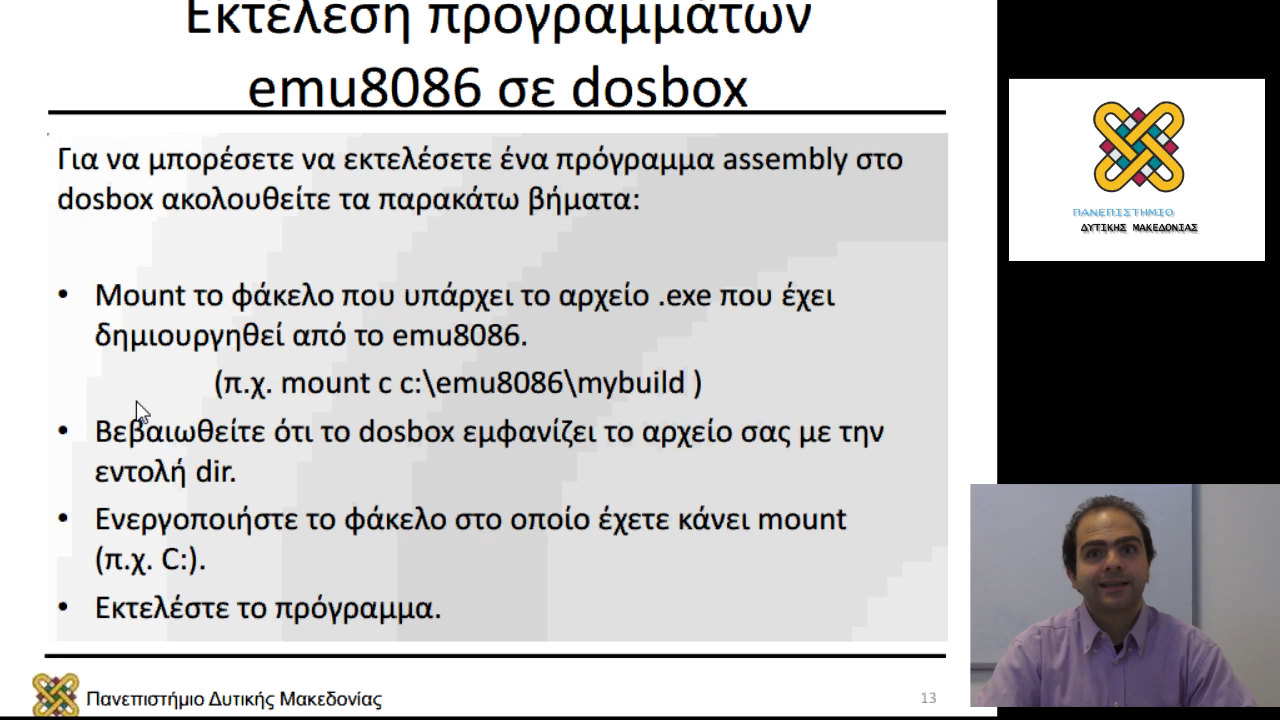 Εκτέλεση προγραμμάτων
emu8086 σε dosbox
Για να μπορέσετε να εκτελέσετε ένα πρόγραμμα assembly στο
dosbox ακολουθείτε τα παρακάτω βήματα:
• Mount το φάκελο που υπάρχει το αρχείο .exe που έχει
δημιουργηθεί από το emu8086.
(π.χ. mount c c:\emu8086\mybuild )
• Βεβαιωθείτε ότι το dosbox εμφανίζει το αρχείο σας με την
εντολή dir.
• Ενεργοποιήστε το φάκελο στο οποίο έχετε κάνει mount
(π.χ. C:).
• Εκτελέστε το πρόγραμμα.
Πανεπιστήμιο Δυτικής Μακεδονίας
13
ΠΑΝΕΠΙΣΤΗΜΙΟ
ΔΥΤΙΚΗΣ ΜΑΚΕΔΟΝΙΑΣ